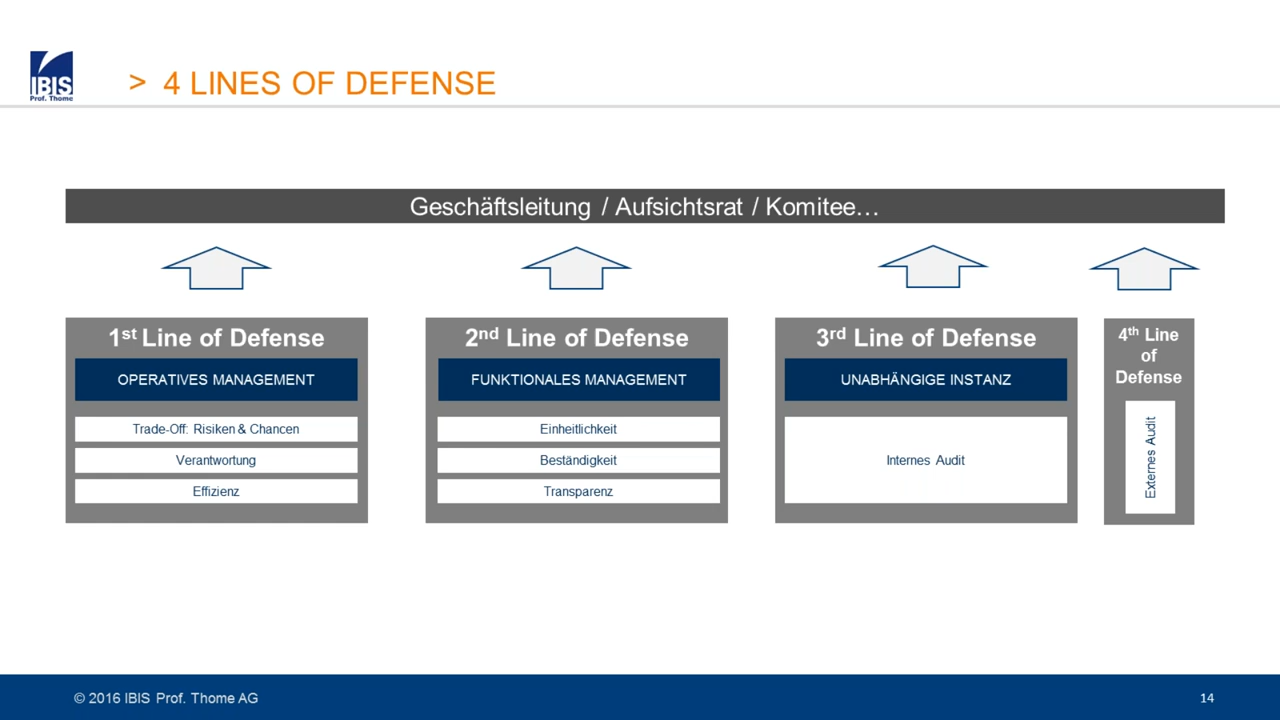 IBIS
Prof. Thome
> 4 LINES OF DEFENSE
Geschäftsleitung / Aufsichtsrat / Komitee…
1st Line of Defense
OPERATIVES MANAGEMENT
Trade-Off: Risiken & Chancen
Verantwortung
Effizienz
2nd Line of Defense
FUNKTIONALES MANAGEMENT
Einheitlichkeit
Beständigkeit
Transparenz
3rd Line of Defense
UNABHÄNGIGE INSTANZ
Internes Audit
4th Line
of
Defense
Externes Audit
© 2016 IBIS Prof. Thome AG
14